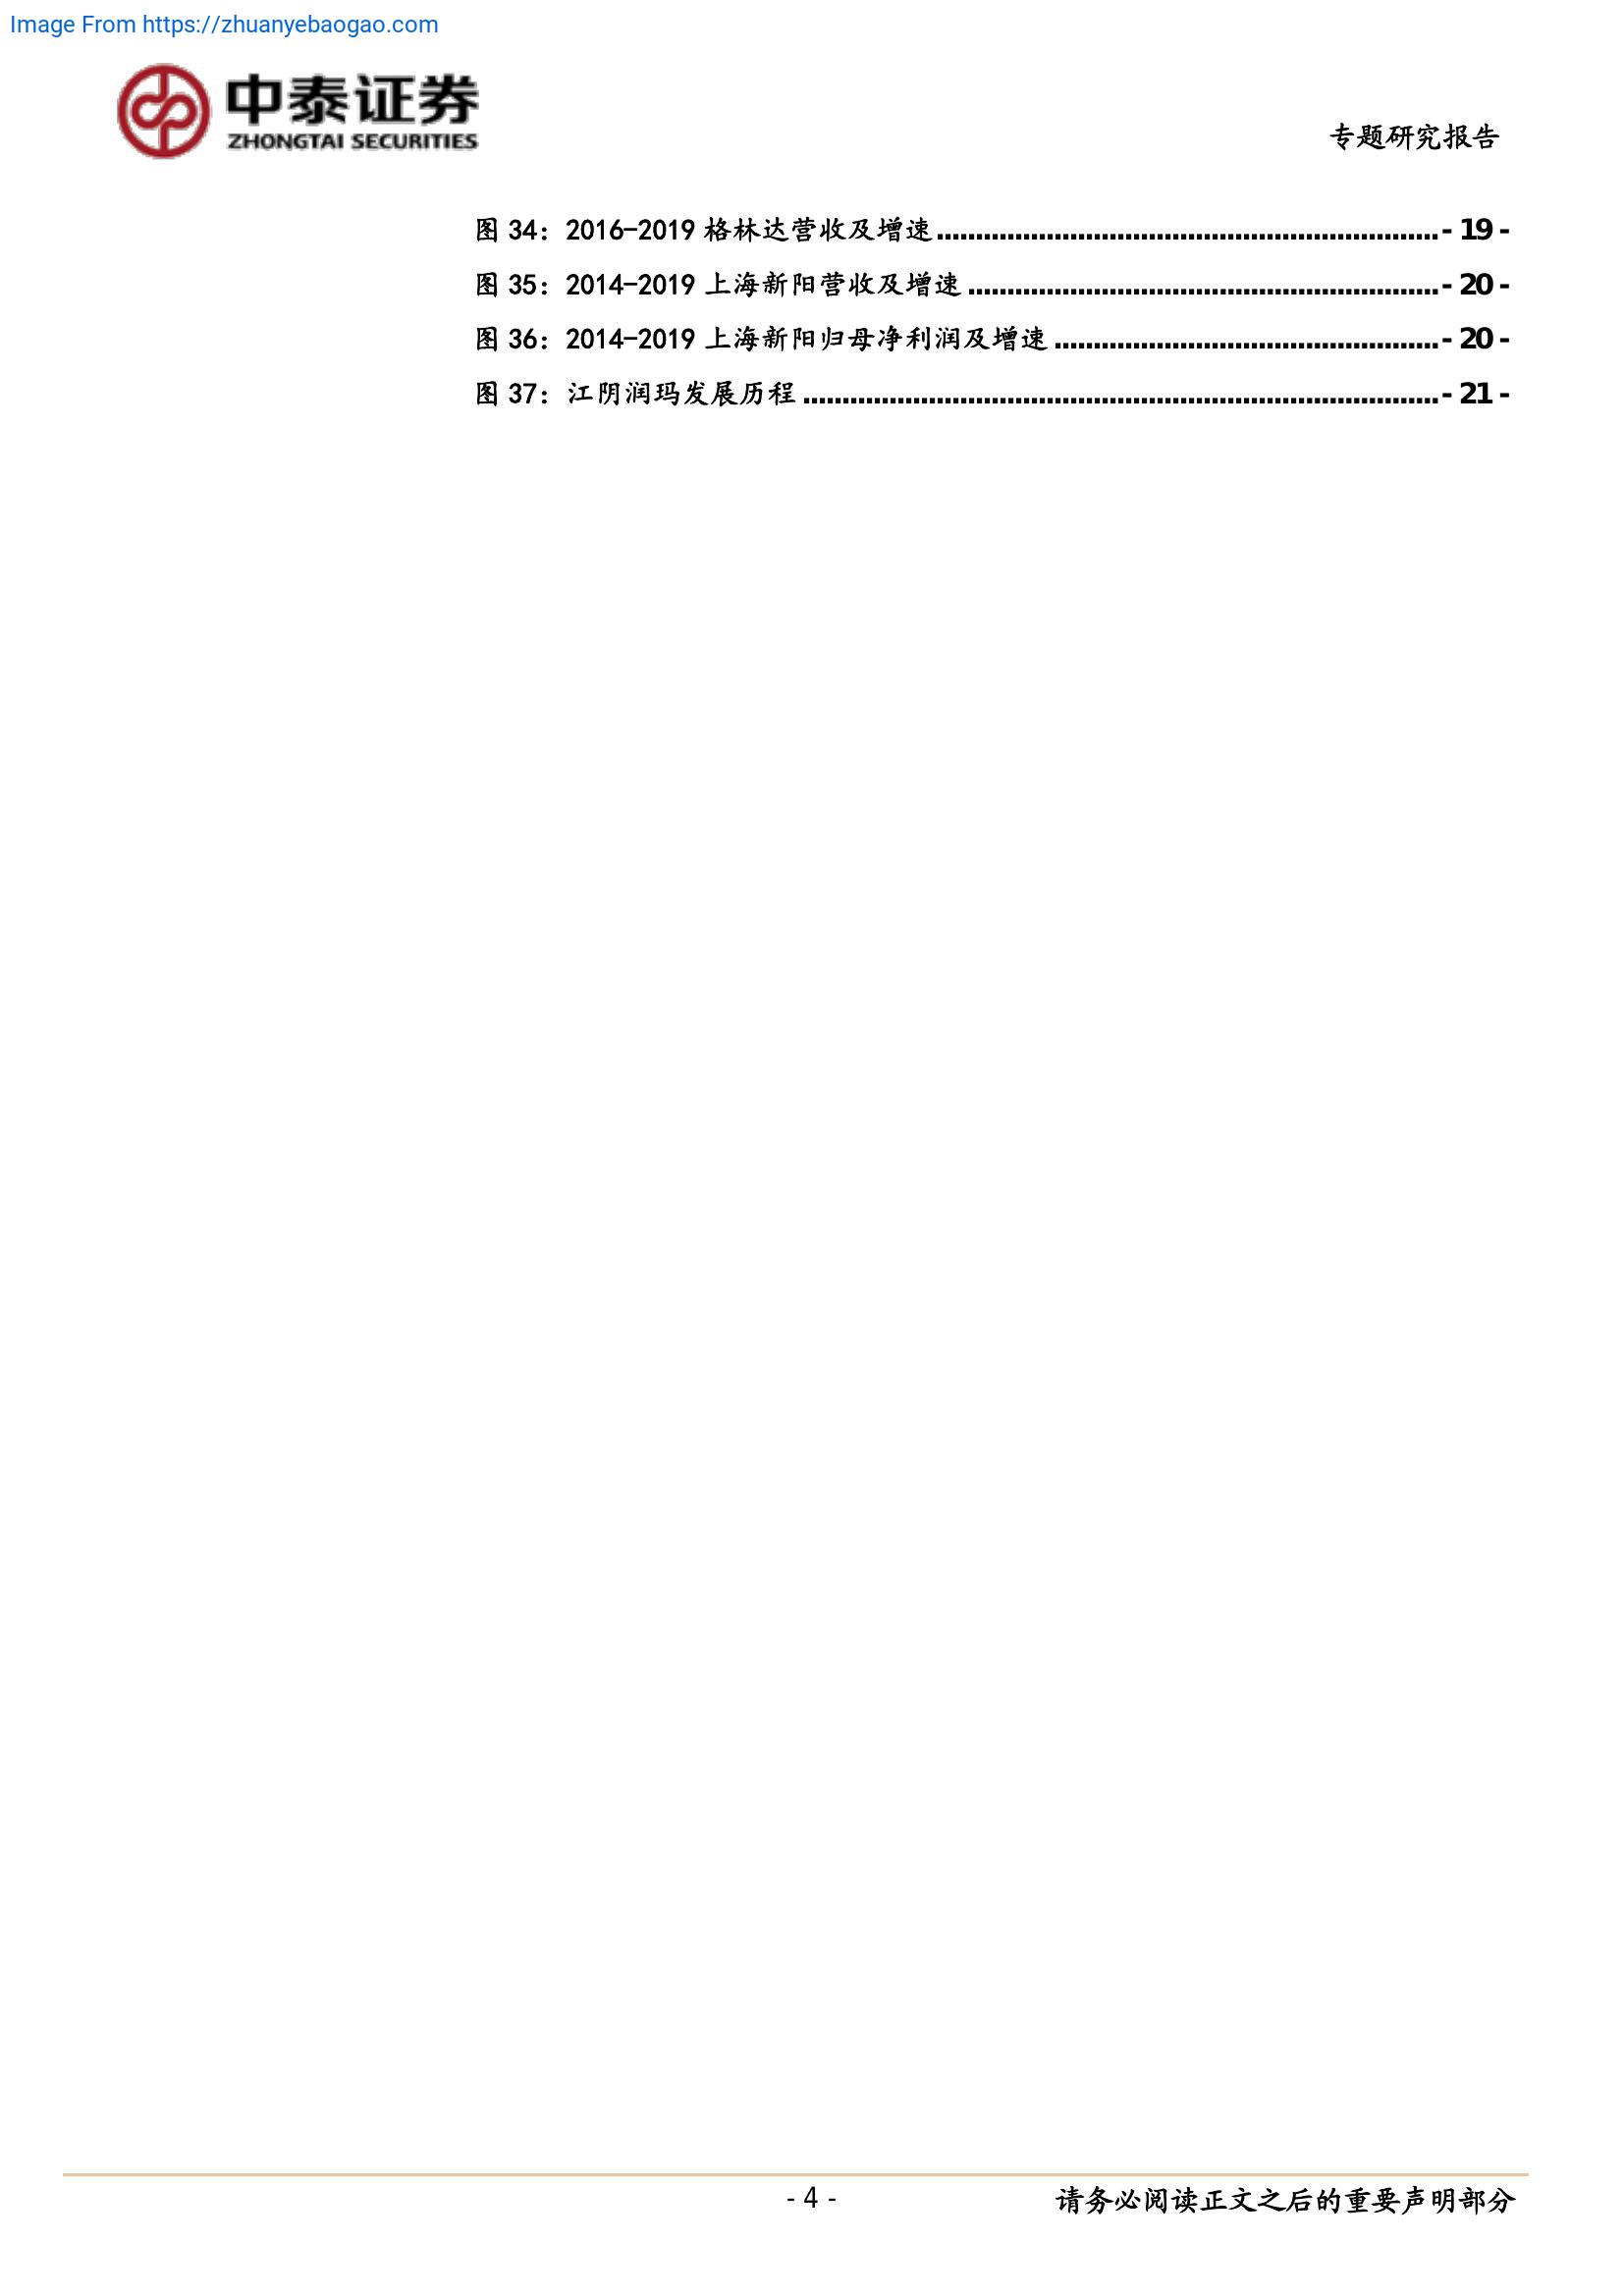 Image From https://zhuanyebaogao.com
中泰证券
ZHONGTAI SECURITIES
专题研究报告
图 34：2016-2019 格林达营收及增速................................................................- 19 -
图 35：2014-2019 上海新阳营收及增速............................................................- 20 -
图 36：2014-2019 上海新阳归母净利润及增速.................................................- 20 -
图 37：江阴润玛发展历程.................................................................................- 21 -
- 4 -
请务必阅读正文之后的重要声明部分